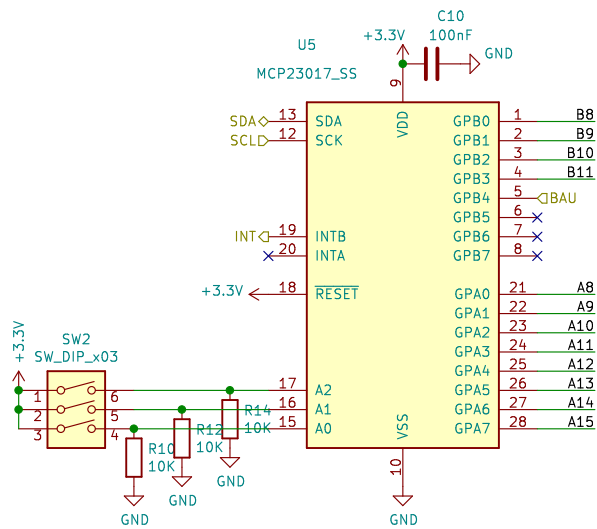 C10
+3.3V 100nF
GND
U5
MCP23017_SS
9
VDD
SDA 13 SDA
SCL 12 SCK
GPB0 1 B8
GPB1 2 B9
GPB2 3 B10
GPB3 4 B11
GPB4 5 BAU
GPB5 6
GPB6 7
GPB7 8
INT 19 INTB
20 INTA
+3.3V 18 RESET
GPA0 21 A8
GPA1 22 A9
GPA2 23 A10
GPA3 24 A11
GPA4 25 A12
GPA5 26 A13
GPA6 27 A14
GPA7 28 A15
+3.3V
SW2
SW_DIP_x03
1 6
2 5
3 4
17 A2
16 A1
15 A0
R14
10K
R12
10K
R10
10K
GND
GND
GND
VSS
10
GND